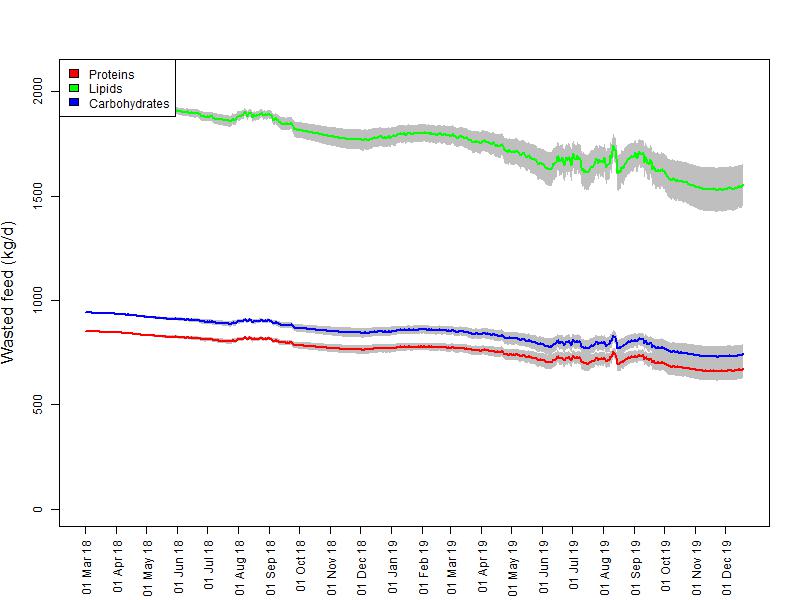 Proteins
Lipids
Carbohydrates
Wasted feed (kg/d)
2000
1500
1000
500
0
01 Mar 18
01 Apr 18
01 May 18
01 Jun 18
01 Jul 18
01 Aug 18
01 Sep 18
01 Oct 18
01 Nov 18
01 Dec 18
01 Jan 19
01 Feb 19
01 Mar 19
01 Apr 19
01 May 19
01 Jun 19
01 Jul 19
01 Aug 19
01 Sep 19
01 Oct 19
01 Nov 19
01 Dec 19